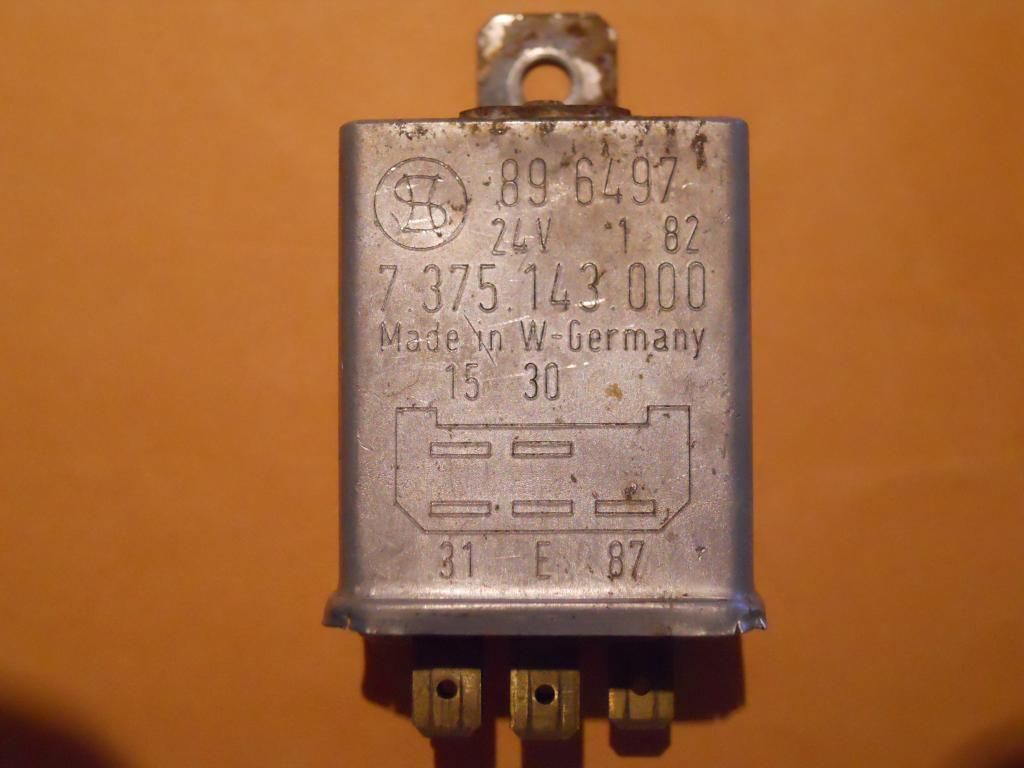 89 6497
24V 1 82
7.375.143.000
Made in W-Germany
15 30
31 E 87